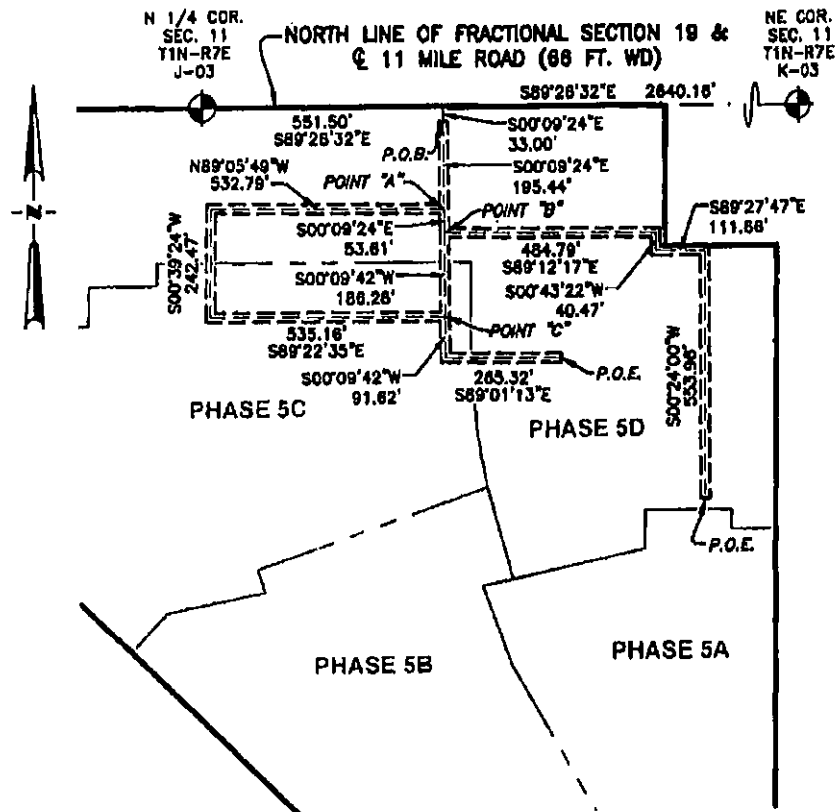 N 1/4 COR.
SEC. 11
T1N-R7E
J-03
NORTH LINE OF FRACTIONAL SECTION 19 &
℄ 11 MILE ROAD (66 FT. WD)
NE COR.
SEC. 11
T1N-R7E
K-03
S89°28'32"E 2640.16'
551.50'
S89°28'32"E
S00°09'24"E
33.00'
P.O.B.
S00°09'24"E
195.44'
N89°05'49"W
532.79'
POINT "A"
POINT "B"
S89°27'47"E
111.68'
N
S00°09'24"E
53.61'
484.79'
S89°12'17"E
S00°39'24"W
242.47'
S00°09'42"W
186.28'
S00°43'22"W
40.47'
535.16'
S89°22'35"E
POINT "C"
S00°09'42"W
91.62'
265.32'
S89°01'13"E
P.O.E.
S00°24'00"W
553.96'
PHASE 5C
PHASE 5D
P.O.E.
PHASE 5B
PHASE 5A